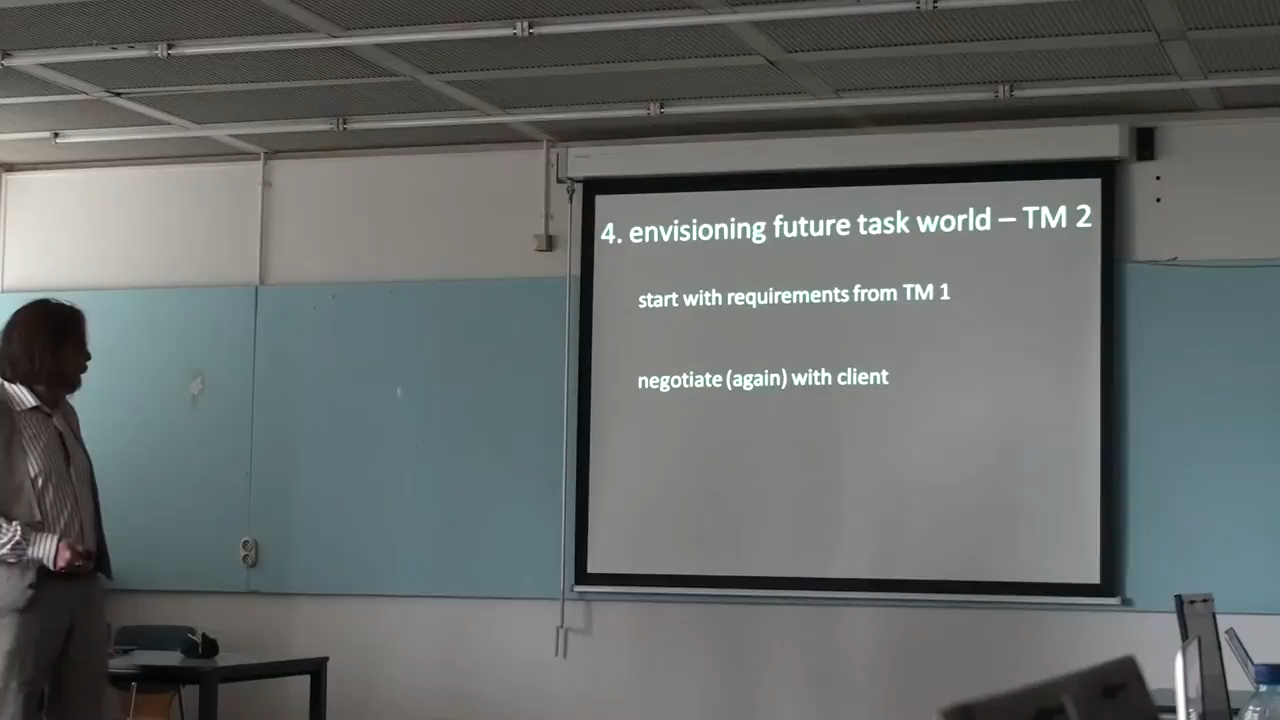 4. envisioning future task world – TM 2
start with requirements from TM 1
negotiate (again) with client